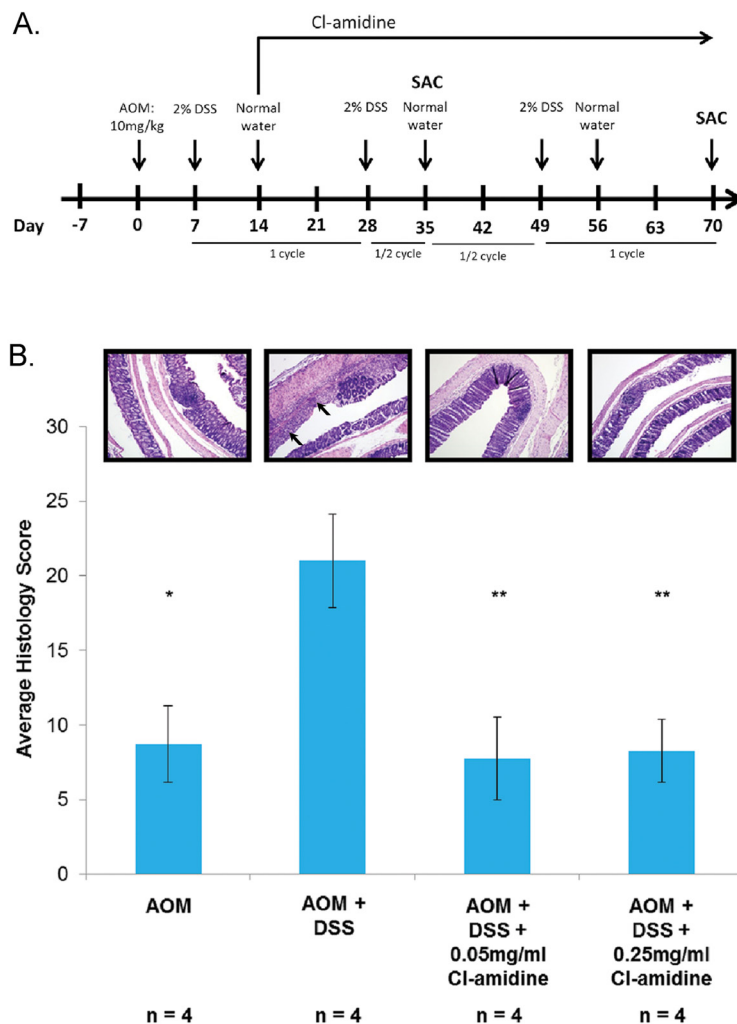 A.
Cl-amidine
SAC
SAC
AOM: 10mg/kg
2% DSS
Normal water
2% DSS
Normal water
2% DSS
Normal water
Day -7 0 7 14 21 28 35 42 49 56 63 70
1 cycle 1/2 cycle 1/2 cycle 1 cycle
B.
Average Histology Score
30
25
20
15
10
5
0
* ** **
AOM
AOM +
DSS
AOM +
DSS +
0.05mg/ml
Cl-amidine
AOM +
DSS +
0.25mg/ml
Cl-amidine
n = 4 n = 4 n = 4 n = 4